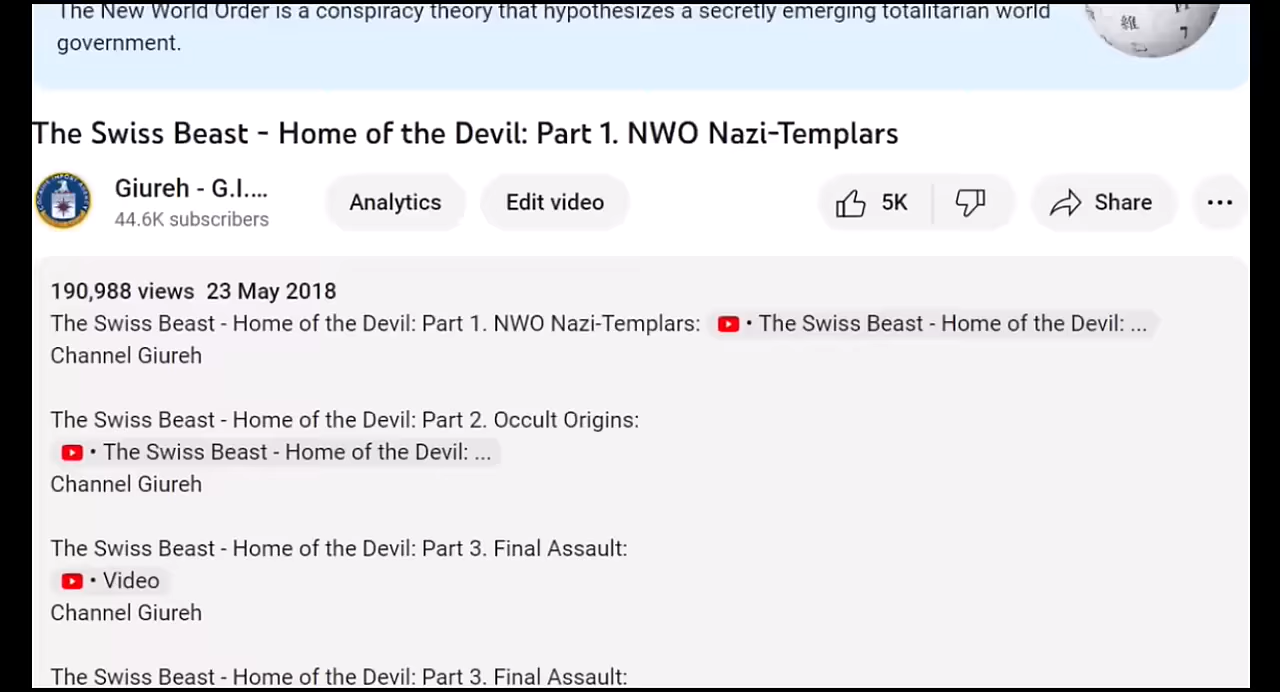 The New World Order is a conspiracy theory that hypothesizes a secretly emerging totalitarian world
government.
The Swiss Beast - Home of the Devil: Part 1. NWO Nazi-Templars
Giureh - G.I....
44.6K subscribers
Analytics
Edit video
5K
Share
190,988 views 23 May 2018
The Swiss Beast - Home of the Devil: Part 1. NWO Nazi-Templars: • The Swiss Beast - Home of the Devil: ...
Channel Giureh
The Swiss Beast - Home of the Devil: Part 2. Occult Origins:
• The Swiss Beast - Home of the Devil: ...
Channel Giureh
The Swiss Beast - Home of the Devil: Part 3. Final Assault:
• Video
Channel Giureh
The Swiss Beast - Home of the Devil: Part 3. Final Assault: